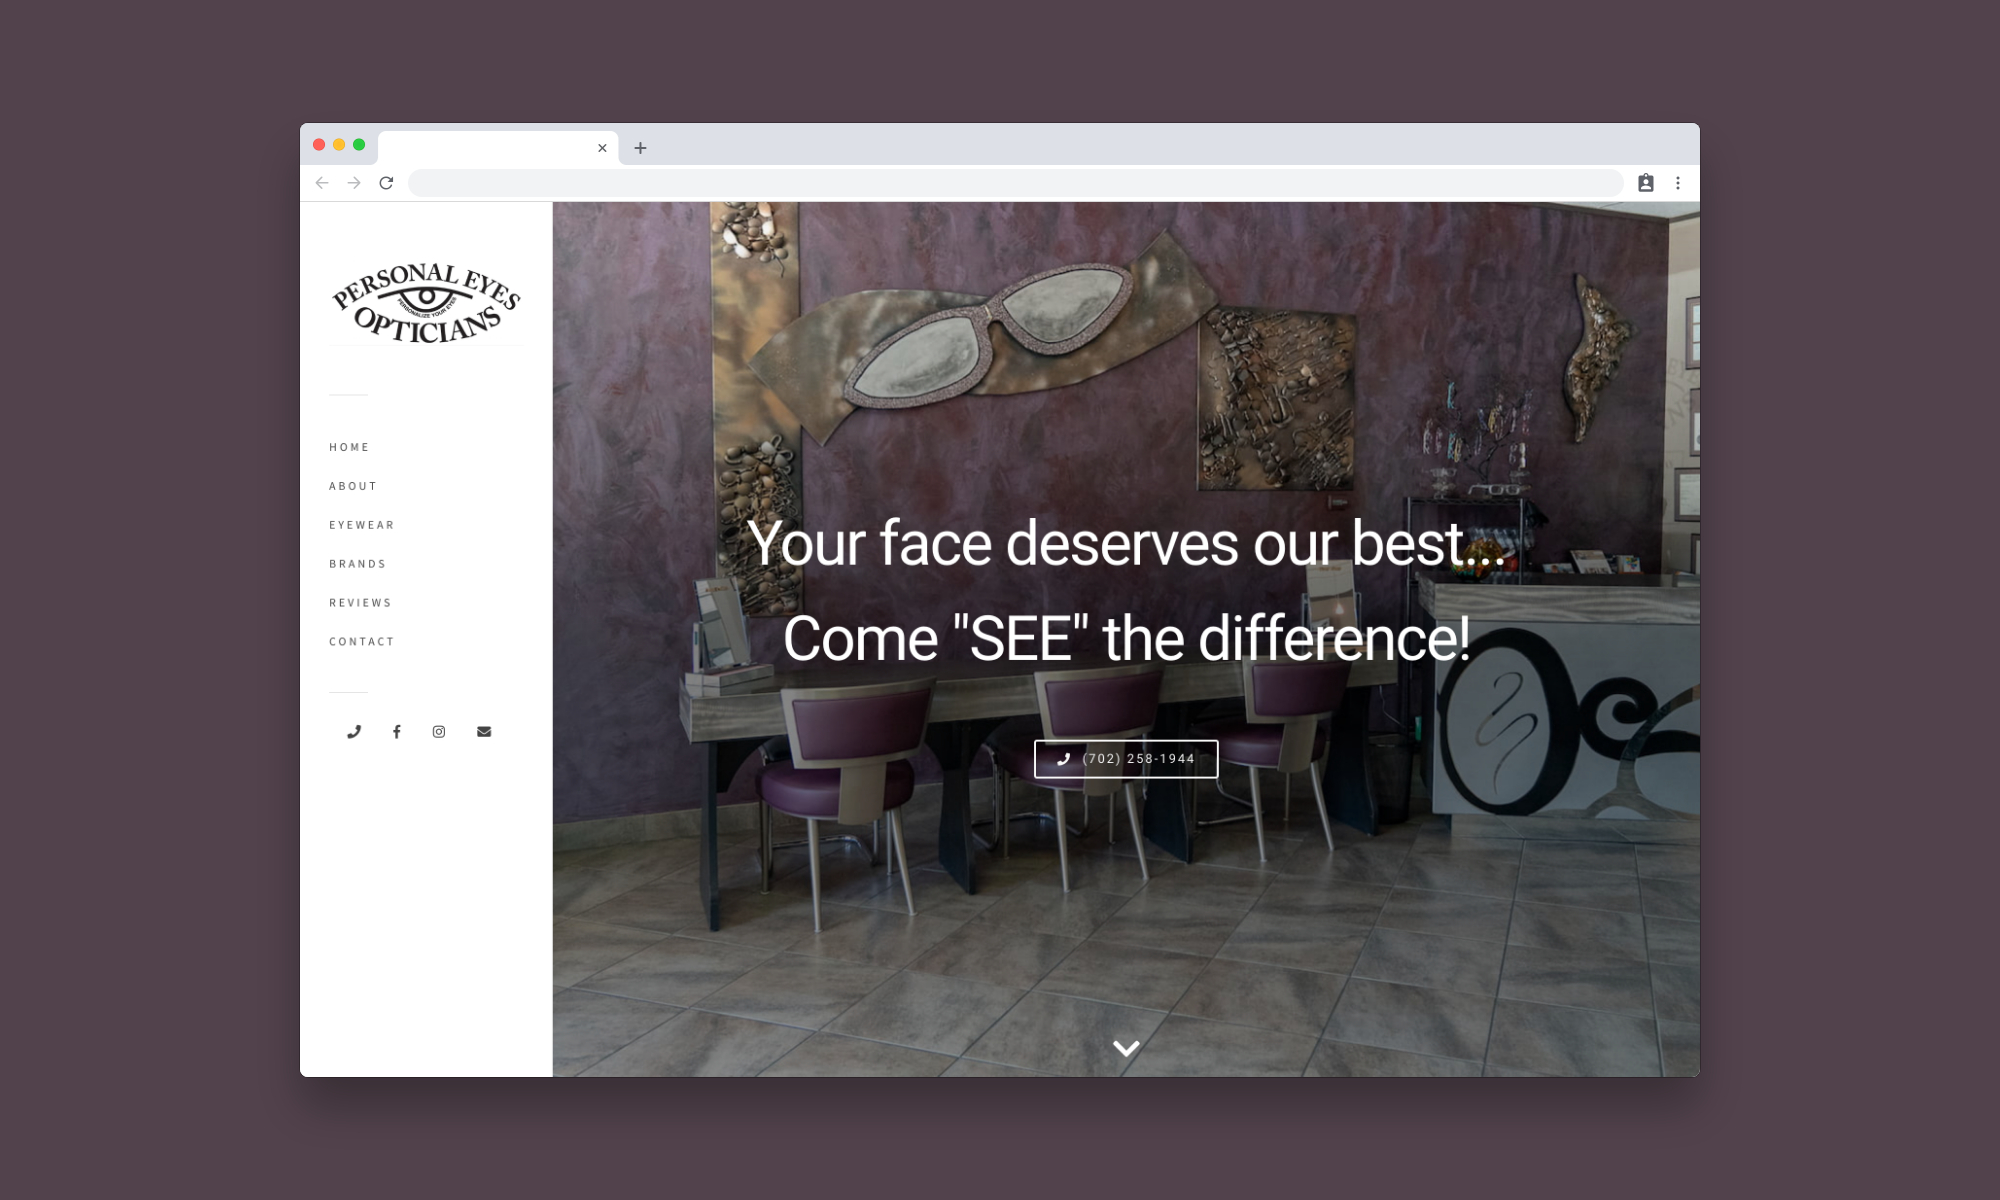 PERSONAL EYES
PERSONALIZE YOUR EYES
OPTICIANS
HOME
ABOUT
EYEWEAR
BRANDS
REVIEWS
CONTACT
Your face deserves our best...
Come "SEE" the difference!
(702) 258-1944